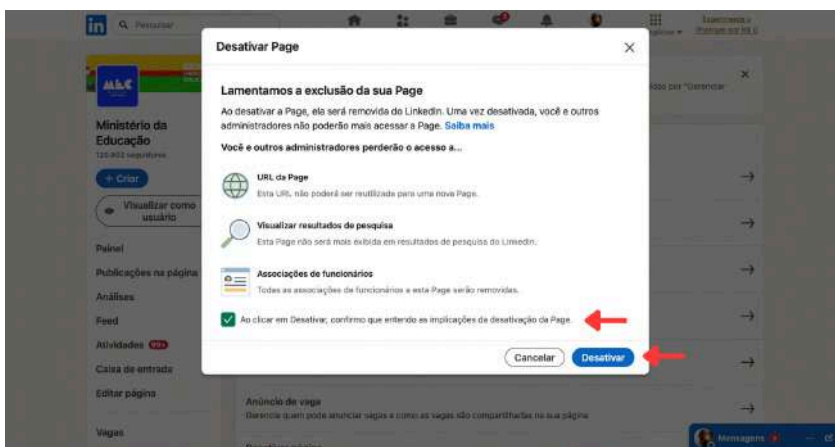 in
Pesquisar
Desativar Page
Lamentamos a exclusão da sua Page
Ao desativar a Page, ela será removida do LinkedIn. Uma vez desativada, você e outros
administradores não poderão mais acessar a Page. Saiba mais
Você e outros administradores perderão o acesso a...
URL da Page
Esta URL não poderá ser reutilizada para uma nova Page.
Visualizar resultados de pesquisa
Esta Page não será mais exibida em resultados de pesquisa do LinkedIn.
Associações de funcionários
Todas as associações de funcionários a esta Page serão removidas.
Ao clicar em Desativar, confirmo que entendo as implicações de desativação da Page.
Cancelar
Desativar
MEC
Ministério da
Educação
seguidores
+ Criar
Visualizar como
usuário
Painel
Publicações na página
Análises
Feed
Atividades 99+
Caixa de entrada
Editar página
Vagas
Anúncio de vaga
Gerencie quem pode anunciar vagas e como as vagas são compartilhadas na sua página
Mensagens